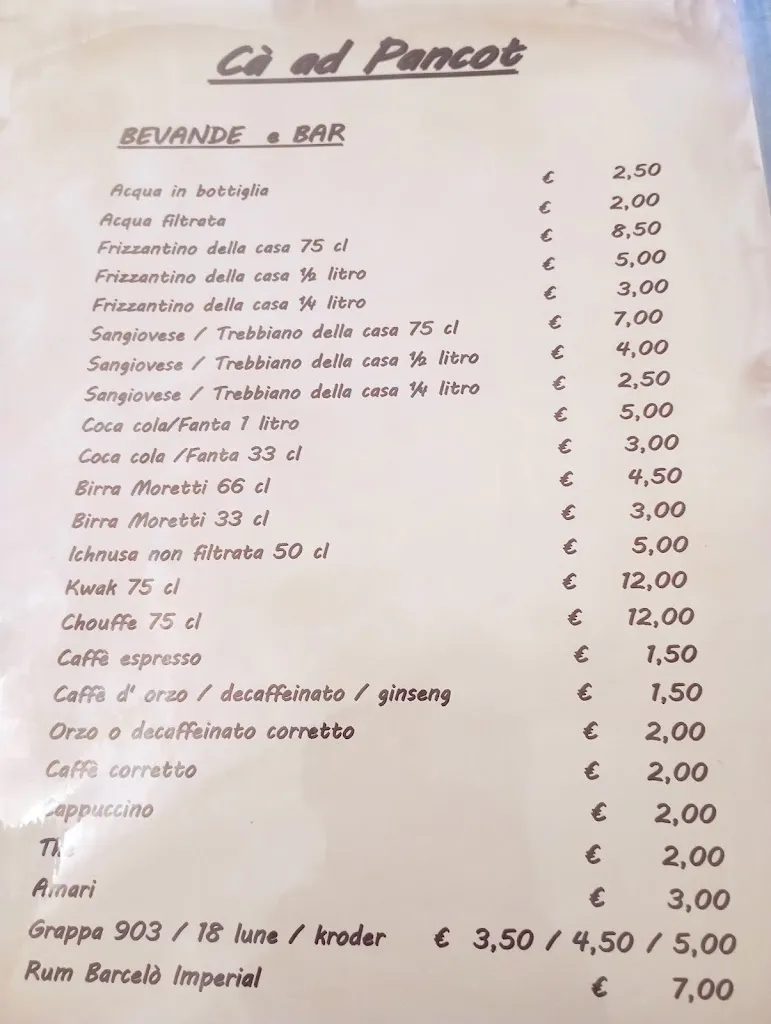 Cà ad Pancot
BEVANDE e BAR
Acqua in bottiglia € 2,50
Acqua filtrata € 2,00
Frizzantino della casa 75 cl € 8,50
Frizzantino della casa ½ litro € 5,00
Frizzantino della casa ¼ litro € 3,00
Sangiovese / Trebbiano della casa 75 cl € 7,00
Sangiovese / Trebbiano della casa ½ litro € 4,00
Sangiovese / Trebbiano della casa ¼ litro € 2,50
Coca cola/Fanta 1 litro € 5,00
Coca cola /Fanta 33 cl € 3,00
Birra Moretti 66 cl € 4,50
Birra Moretti 33 cl € 3,00
Ichnusa non filtrata 50 cl € 5,00
Kwak 75 cl € 12,00
Chouffe 75 cl € 12,00
Caffè espresso € 1,50
Caffè d' orzo / decaffeinato / ginseng € 1,50
Orzo o decaffeinato corretto € 2,00
Caffè corretto € 2,00
Cappuccino € 2,00
The € 2,00
Amari € 3,00
Grappa 903 / 18 lune / kroder € 3,50 / 4,50 / 5,00
Rum Barcelò Imperial € 7,00